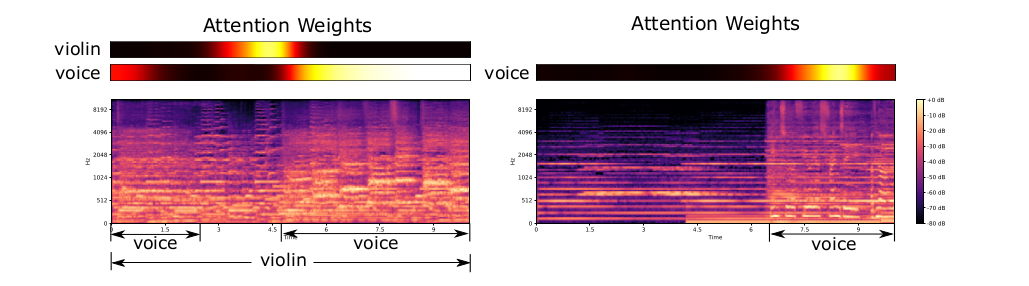 Attention Weights
violin
voice
8192
4096
2048
1024
512
0
Hz
0 1.5 3 4.5 6 7.5 9
Time
voice voice
violin
Attention Weights
voice
8192
4096
2048
1024
512
0
Hz
0 1.5 3 4.5 6 7.5 9
Time
voice
+0 dB
-10 dB
-20 dB
-30 dB
-40 dB
-50 dB
-60 dB
-70 dB
-80 dB